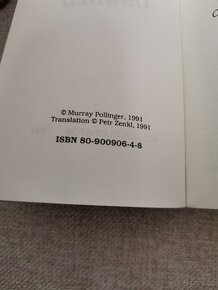 © Murray Pollinger, 1991
Translation © Petr Zenkl, 1991
ISBN 80-900906-4-8